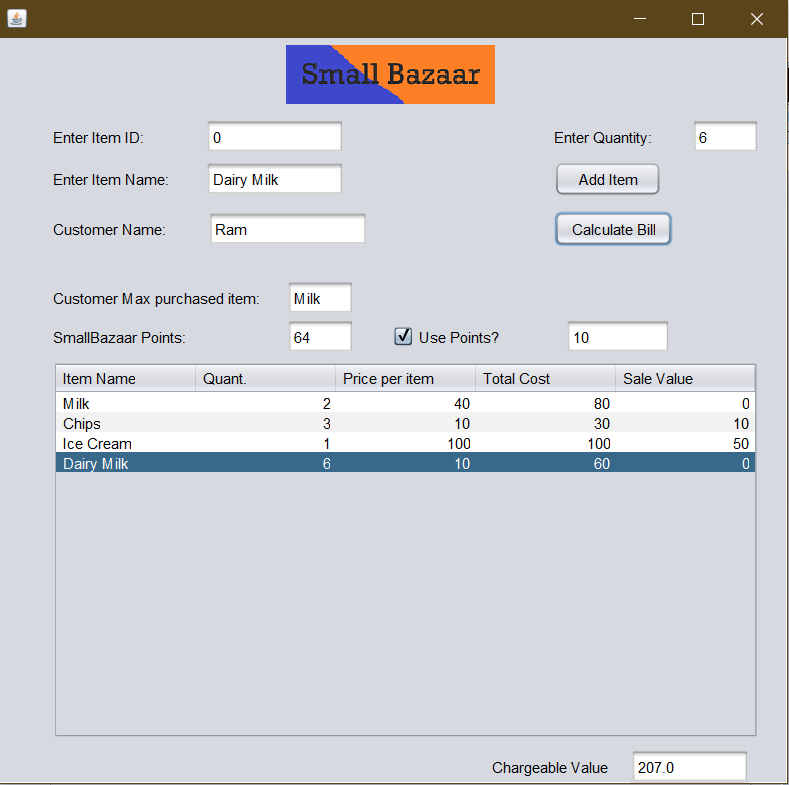 Small Bazaar
Enter Item ID: 0 Enter Quantity: 6
Enter Item Name: Dairy Milk Add Item
Customer Name: Ram Calculate Bill
Customer Max purchased item: Milk
SmallBazaar Points: 64 Use Points? 10
Item Name Quant. Price per item Total Cost Sale Value
Milk 2 40 80 0
Chips 3 10 30 10
Ice Cream 1 100 100 50
Dairy Milk 6 10 60 0
Chargeable Value 207.0